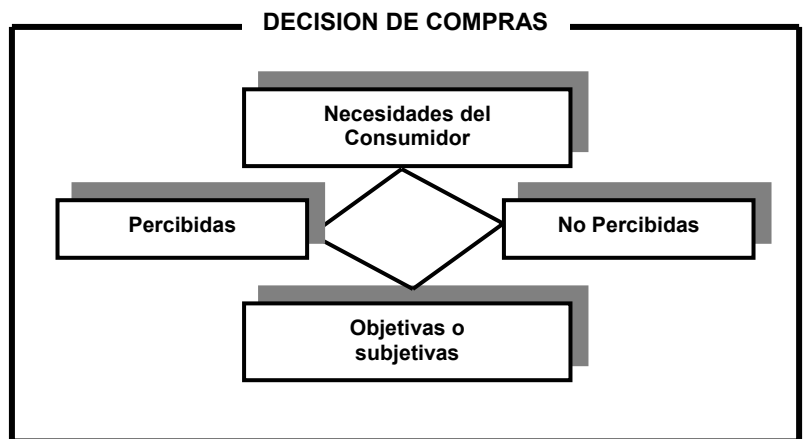 DECISION DE COMPRAS
Necesidades del
Consumidor
Percibidas
No Percibidas
Objetivas o
subjetivas